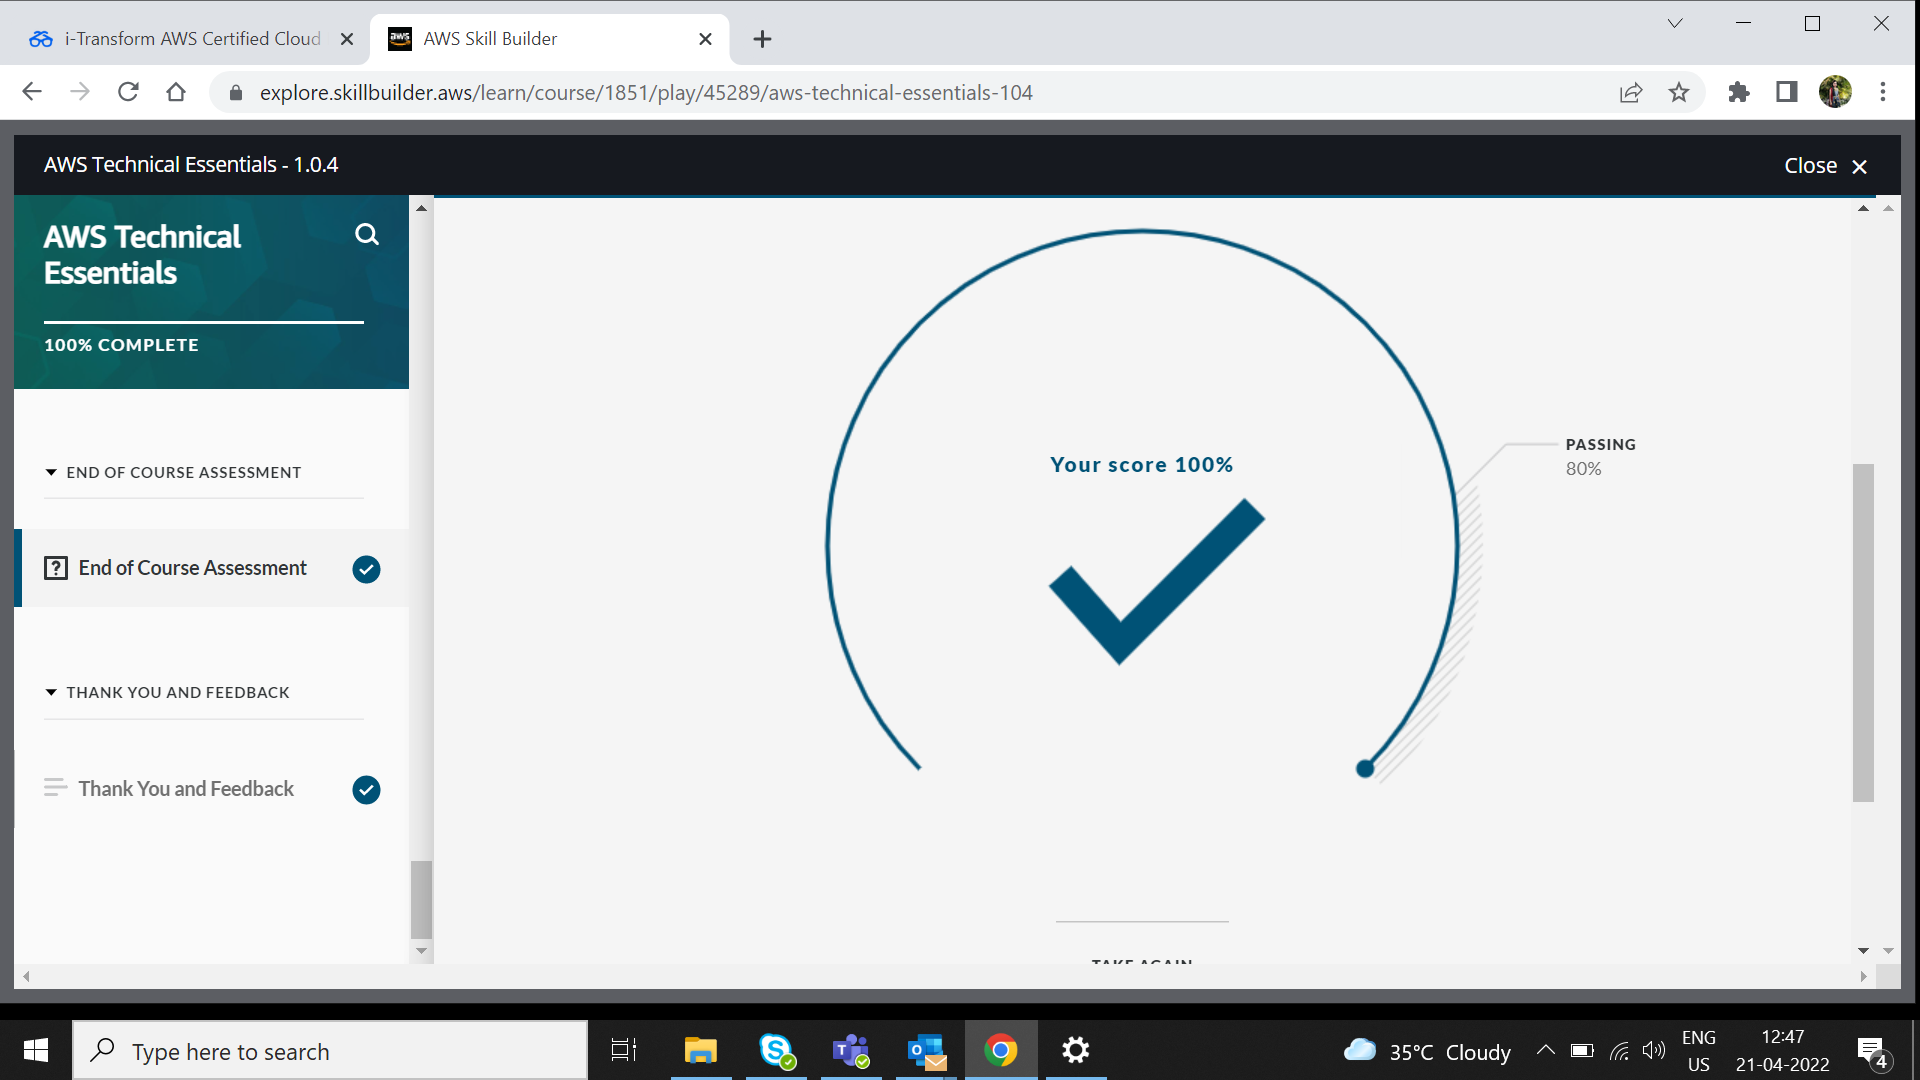 i-Transform AWS Certified Cloud
aws
AWS Skill Builder
explore.skillbuilder.aws/learn/course/1851/play/45289/aws-technical-essentials-104
AWS Technical Essentials - 1.0.4
Close
AWS Technical
Essentials
100% COMPLETE
END OF COURSE ASSESSMENT
End of Course Assessment
THANK YOU AND FEEDBACK
Thank You and Feedback
Your score 100%
PASSING
80%
TAKE AGAIN
Type here to search
35°C Cloudy
ENG
US
12:47
21-04-2022
4